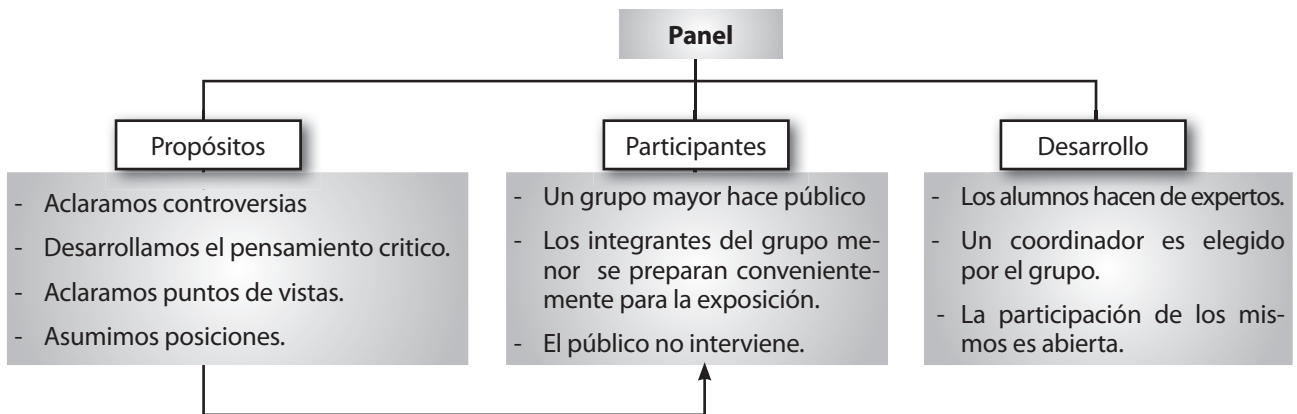 Panel
Propósitos
- Aclaramos controversias
- Desarrollamos el pensamiento critico.
- Aclaramos puntos de vistas.
- Asumimos posiciones.
Participantes
- Un grupo mayor hace público
- Los integrantes del grupo me-
nor se preparan conveniente-
mente para la exposición.
- El público no interviene.
Desarrollo
- Los alumnos hacen de expertos.
- Un coordinador es elegido
por el grupo.
- La participación de los mis-
mos es abierta.